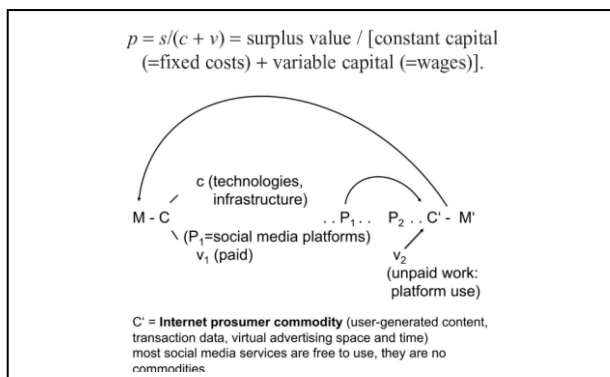 p = s/(c + v) = surplus value / [constant capital
(=fixed costs) + variable capital (=wages)].
c (technologies,
infrastructure)
M - C . . P₁ . . P₂ . . C' - M'
(P₁=social media platforms)
v₁ (paid)
v₂
(unpaid work:
platform use)
C' = Internet prosumer commodity (user-generated content,
transaction data, virtual advertising space and time)
most social media services are free to use, they are no
commodities.